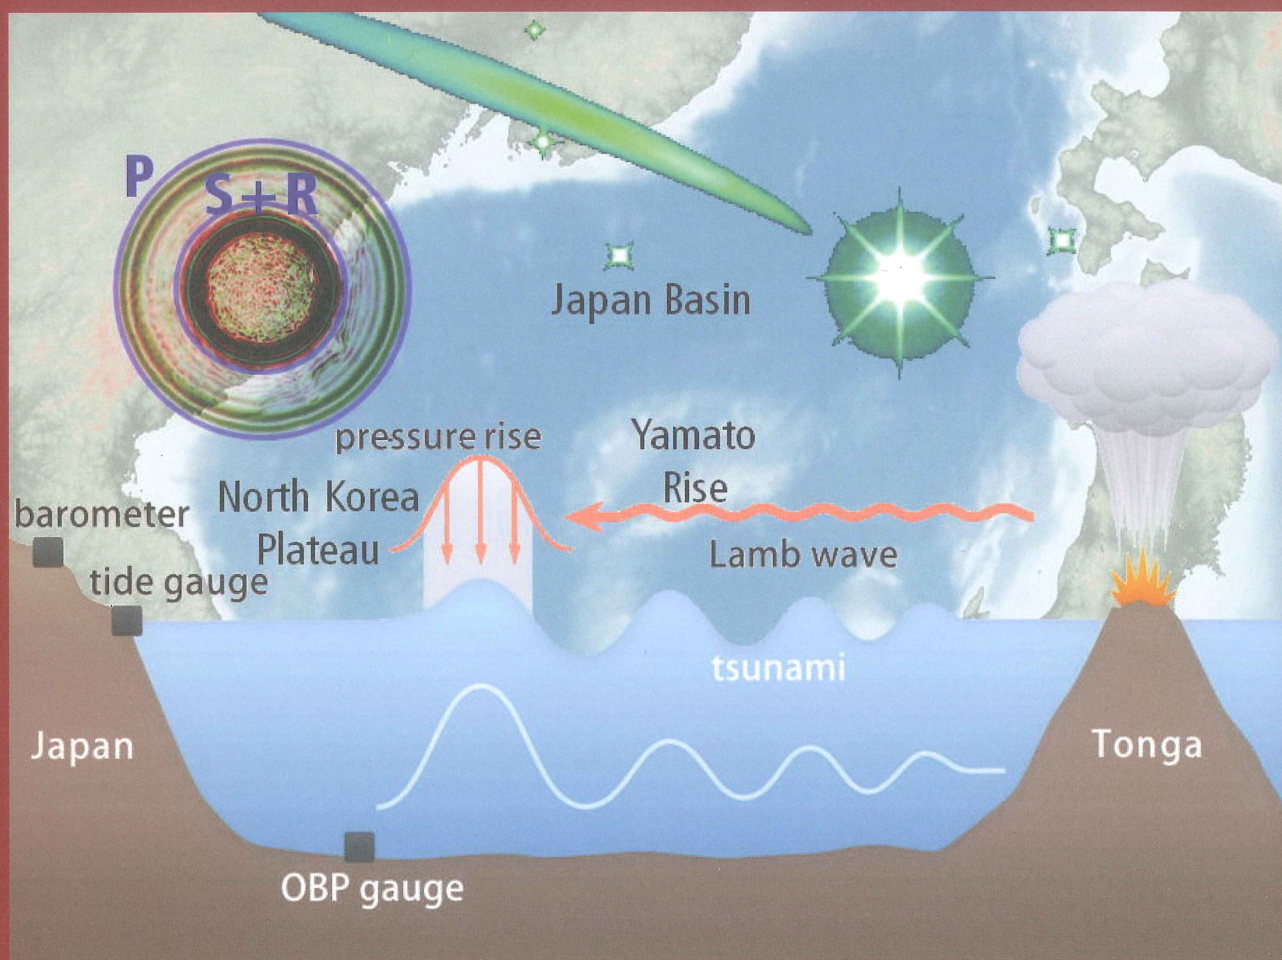 P
S+R
Japan Basin
pressure rise
Yamato
Rise
North Korea
Plateau
barometer
Lamb wave
tide gauge
tsunami
Japan
Tonga
OBP gauge